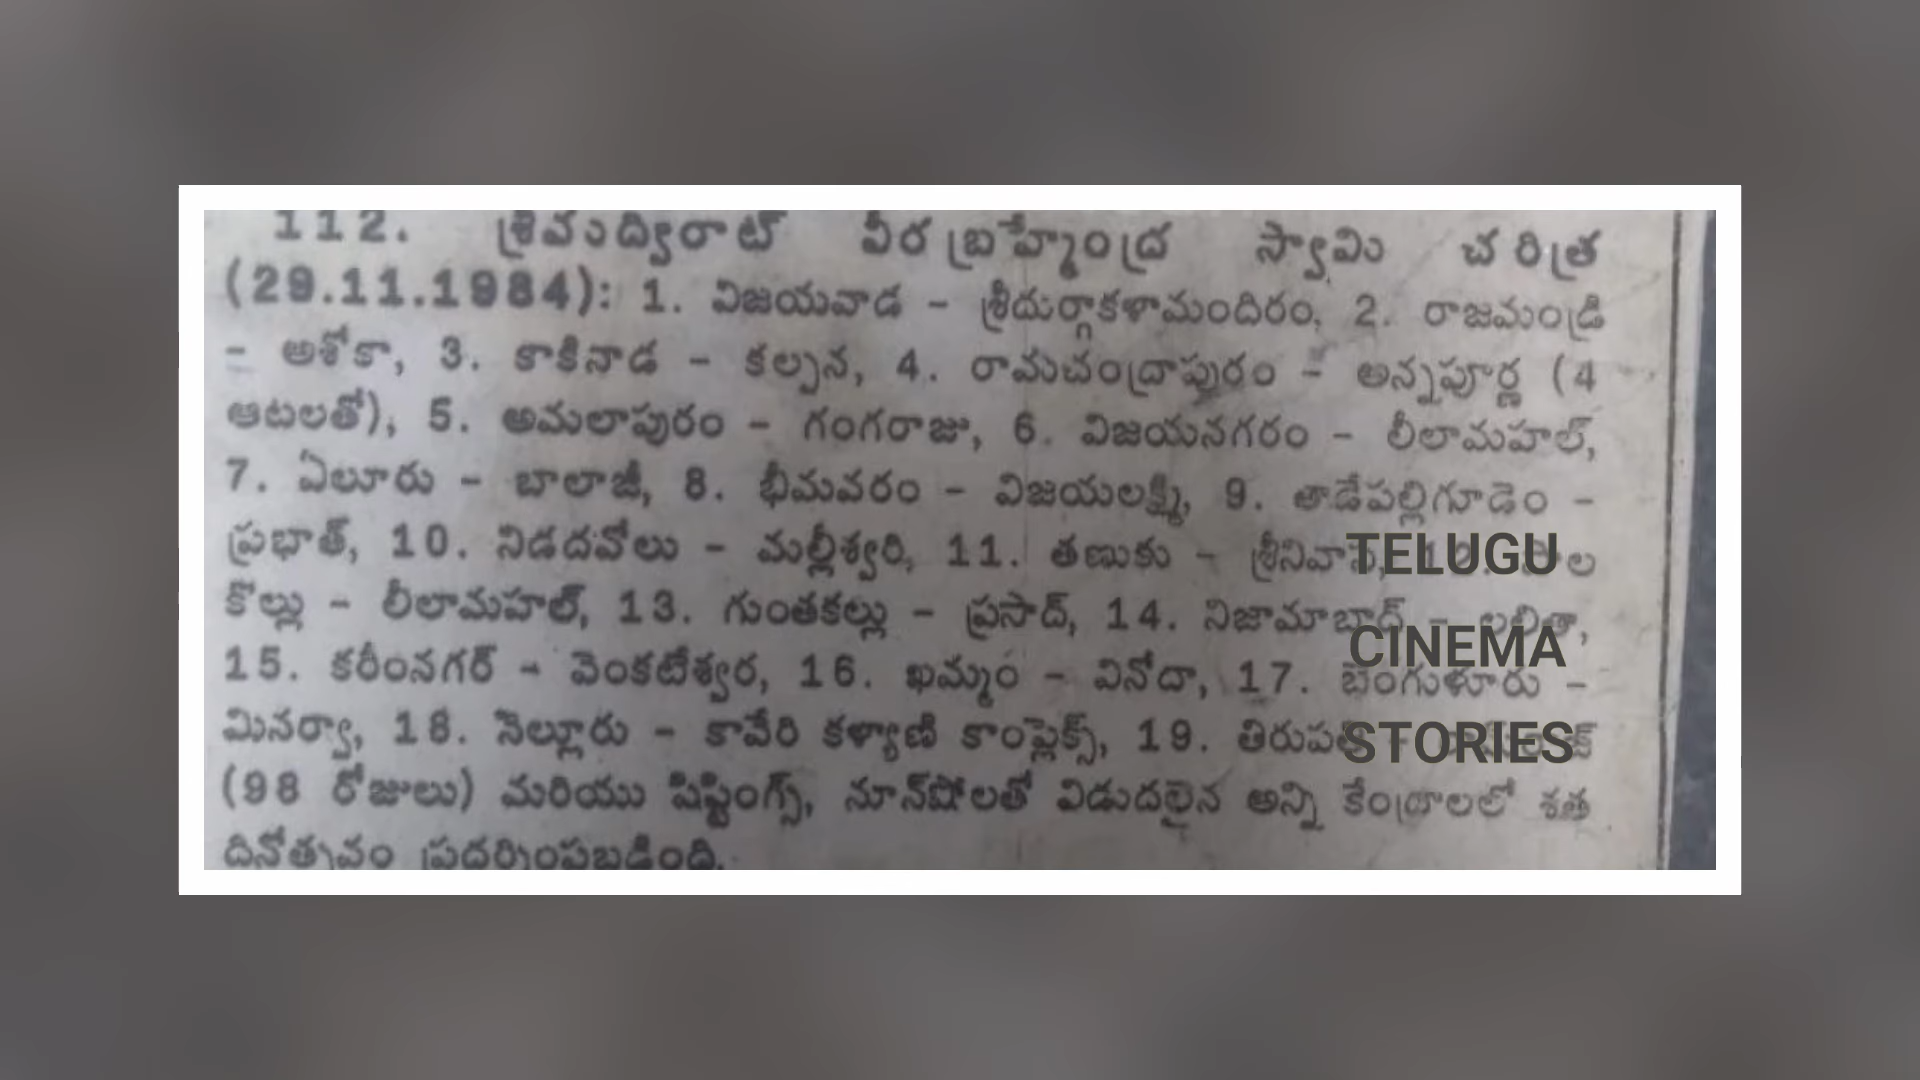 112. శ్రీమద్విరాట్ వీర బ్రహ్మేంద్ర స్వామి చరిత్ర
(29.11.1984): 1. విజయవాడ - శ్రీదుర్గాకళామందిరం, 2. రాజమండ్రి
- అశోకా, 3. కాకినాడ - కల్పన, 4. రామచంద్రాపురం - అన్నపూర్ణ (4
ఆటలతో), 5. అమలాపురం - గంగరాజు, 6. విజయనగరం - లీలామహల్,
7. ఏలూరు - బాలాజీ, 8. భీమవరం - విజయలక్ష్మి, 9. తాడేపల్లిగూడెం -
ప్రభాత్, 10. నిడదవోలు - మల్లీశ్వరి, 11. తణుకు - శ్రీనివాస,
కొల్లు - లీలామహల్, 13. గుంతకల్లు - ప్రసాద్, 14. నిజామాబాద్ - లలితా,
15. కరీంనగర్ - వెంకటేశ్వర, 16. ఖమ్మం - వినోదా, 17. బెంగుళూరు -
మినర్వా, 18. నెల్లూరు - కావేరి కళ్యాణి కాంప్లెక్స్, 19.
(98 రోజులు) మరియు షిఫ్టింగ్స్, నూన్‌షోలతో విడుదలైన అన్ని కేంద్రాలలో శత
దినోత్సవం ప్రదర్శింపబడింది.
TELUGU
CINEMA
STORIES